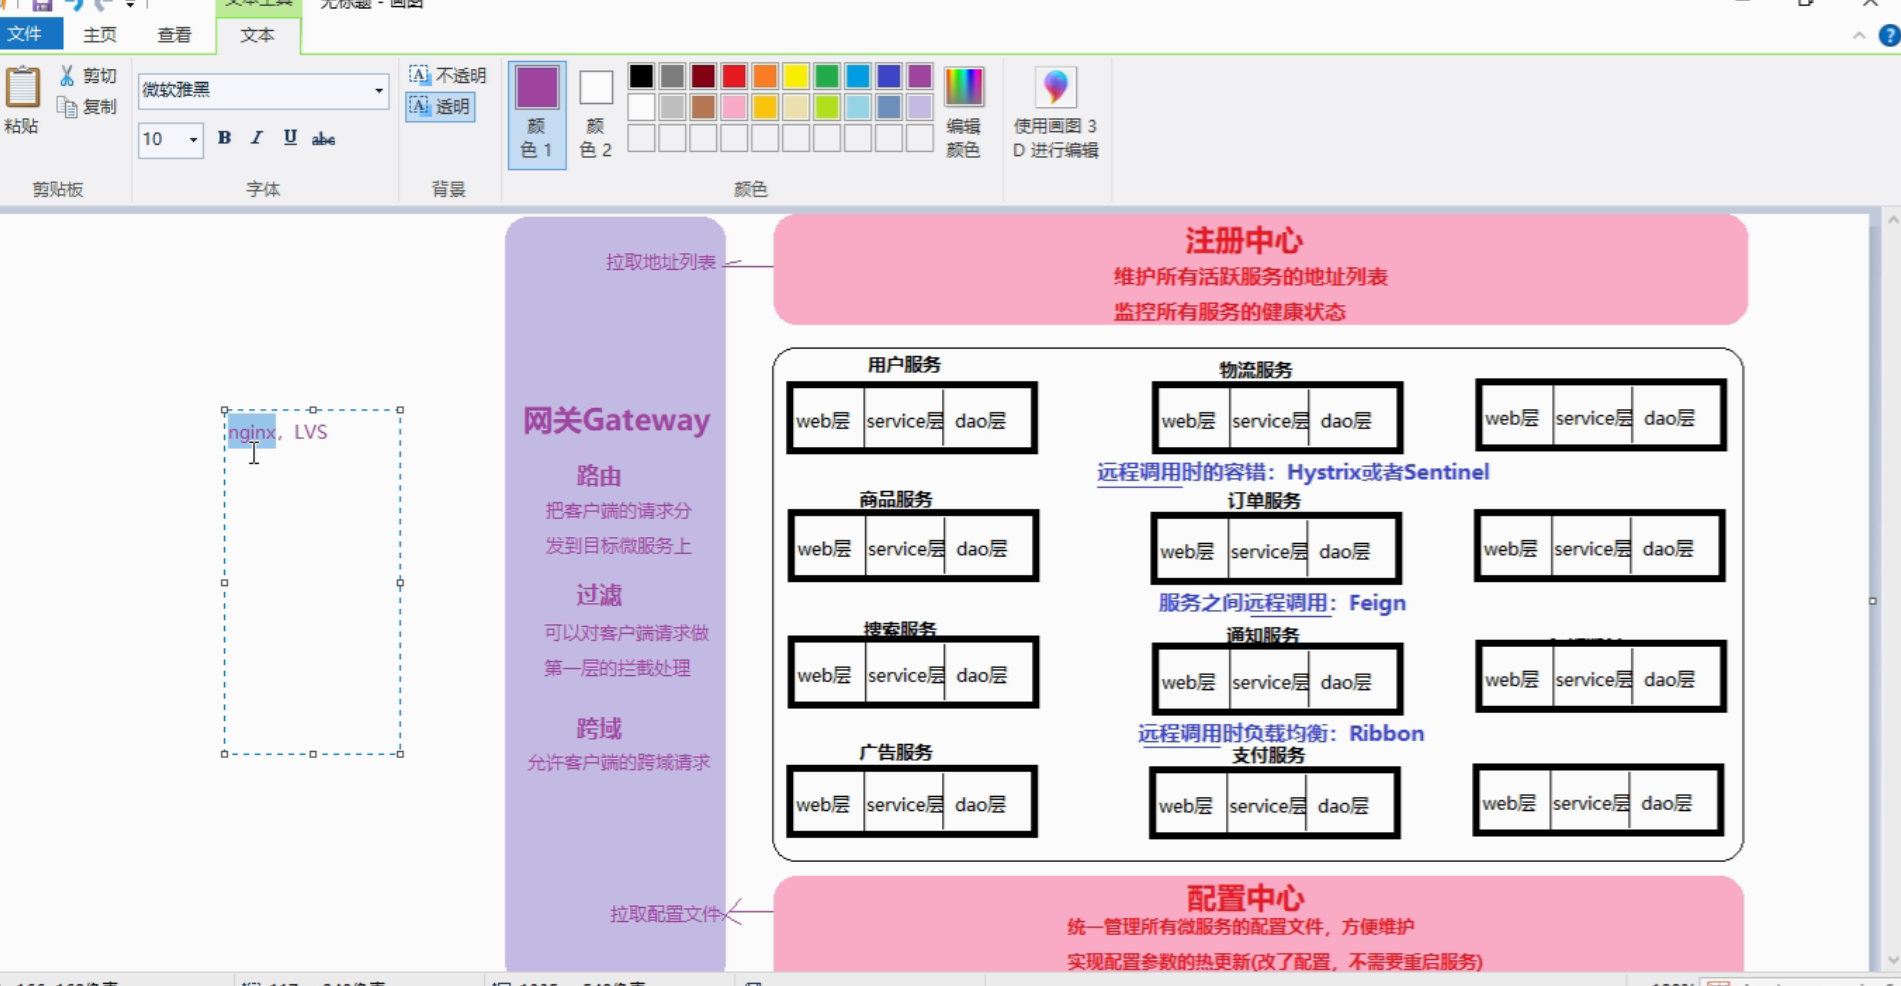 文本工具
无标题 - 画图
文件
主页
查看
文本
粘贴
剪切
复制
剪贴板
微软雅黑
10
B I U abc
字体
不透明
透明
背景
颜
色 1
颜
色 2
编辑
颜色
颜色
使用画图 3
D 进行编辑
nginx，LVS
拉取地址列表
网关Gateway
路由
把客户端的请求分
发到目标微服务上
过滤
可以对客户端请求做
第一层的拦截处理
跨域
允许客户端的跨域请求
拉取配置文件
注册中心
维护所有活跃服务的地址列表
监控所有服务的健康状态
用户服务
物流服务
web层 service层 dao层
web层 service层 dao层
web层 service层 dao层
远程调用时的容错：Hystrix或者Sentinel
商品服务
订单服务
web层 service层 dao层
web层 service层 dao层
web层 service层 dao层
服务之间远程调用：Feign
搜索服务
通知服务
web层 service层 dao层
web层 service层 dao层
web层 service层 dao层
远程调用时负载均衡：Ribbon
广告服务
支付服务
web层 service层 dao层
web层 service层 dao层
web层 service层 dao层
配置中心
统一管理所有微服务的配置文件，方便维护
实现配置参数的热更新(改了配置，不需要重启服务)